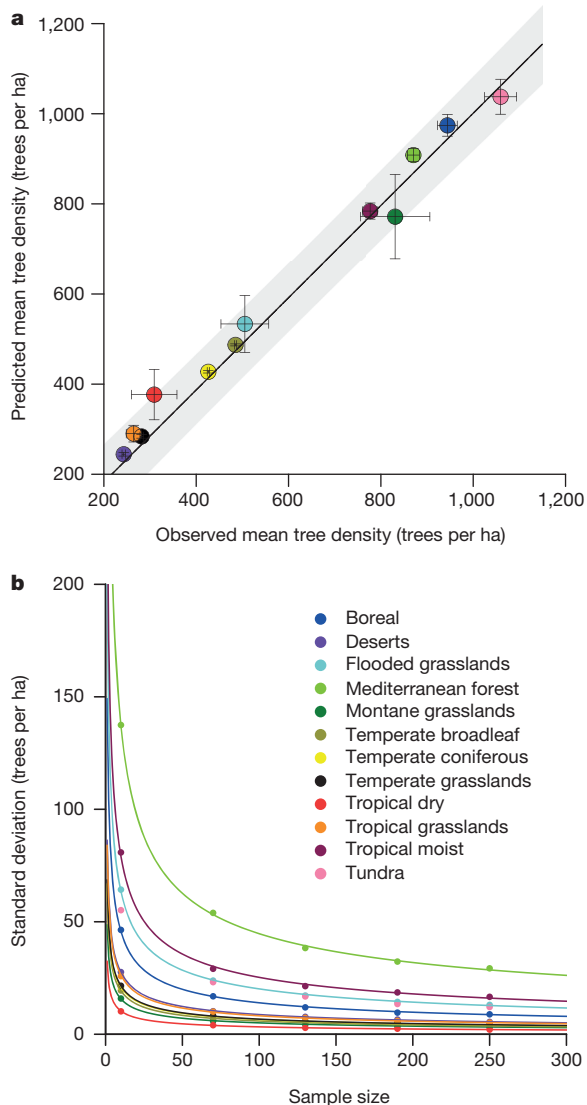 a
1,200
1,000
800
600
400
200
Predicted mean tree density (trees per ha)
200
400
600
800
1,000
1,200
Observed mean tree density (trees per ha)
b
200
150
100
50
0
Standard deviation (trees per ha)
Boreal
Deserts
Flooded grasslands
Mediterranean forest
Montane grasslands
Temperate broadleaf
Temperate coniferous
Temperate grasslands
Tropical dry
Tropical grasslands
Tropical moist
Tundra
0
50
100
150
200
250
300
Sample size